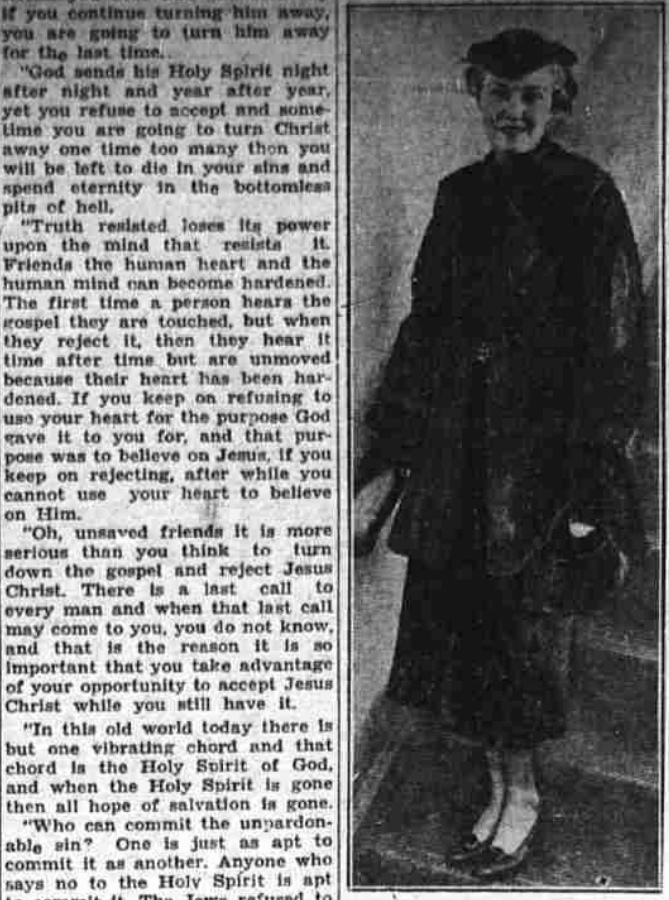 if you continue turning him away,
you are going to turn him away
for the last time..
"God sends his Holy Spirit night
after night and year after year,
yet you refuse to accept and some-
time you are going to turn Christ
away one time too many then you
will be left to die in your sins and
spend eternity in the bottomless
pits of hell.
"Truth resisted loses its power
upon the mind that resists it.
Friends the human heart and the
human mind can become hardened.
The first time a person hears the
gospel they are touched, but when
they reject it, then they hear it
time after time but are unmoved
because their heart has been har-
dened. If you keep on refusing to
use your heart for the purpose God
gave it to you for, and that pur-
pose was to believe on Jesus, if you
keep on rejecting, after while you
cannot use your heart to believe
on Him.
"Oh, unsaved friends it is more
serious than you think to turn
down the gospel and reject Jesus
Christ. There is a last call to
every man and when that last call
may come to you, you do not know,
and that is the reason it is so
important that you take advantage
of your opportunity to accept Jesus
Christ while you still have it.
"In this old world today there is
but one vibrating chord and that
chord is the Holy Spirit of God,
and when the Holy Spirit is gone
then all hope of salvation is gone.
"Who can commit the unpardon-
able sin? One is just as apt to
commit it as another. Anyone who
says no to the Holy Spirit is apt
to commit it. The Jews refused to